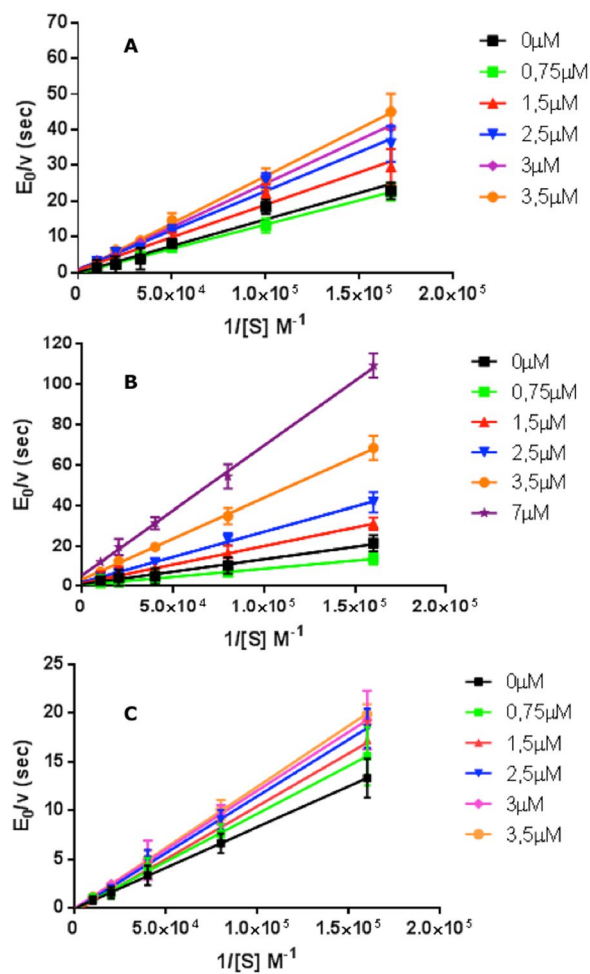 A
70
60
50
40
30
20
10
0
E₀/v (sec)
5.0×10⁴ 1.0×10⁵ 1.5×10⁵ 2.0×10⁵
1/[S] M⁻¹
0µM
0,75µM
1,5µM
2,5µM
3µM
3,5µM
B
120
100
80
60
40
20
0
E₀/v (sec)
0 5.0×10⁴ 1.0×10⁵ 1.5×10⁵ 2.0×10⁵
1/[S] M⁻¹
0µM
0,75µM
1,5µM
2,5µM
3,5µM
7µM
C
25
20
15
10
5
0
E₀/v (sec)
0 5.0×10⁴ 1.0×10⁵ 1.5×10⁵ 2.0×10⁵
1/[S] M⁻¹
0µM
0,75µM
1,5µM
2,5µM
3µM
3,5µM